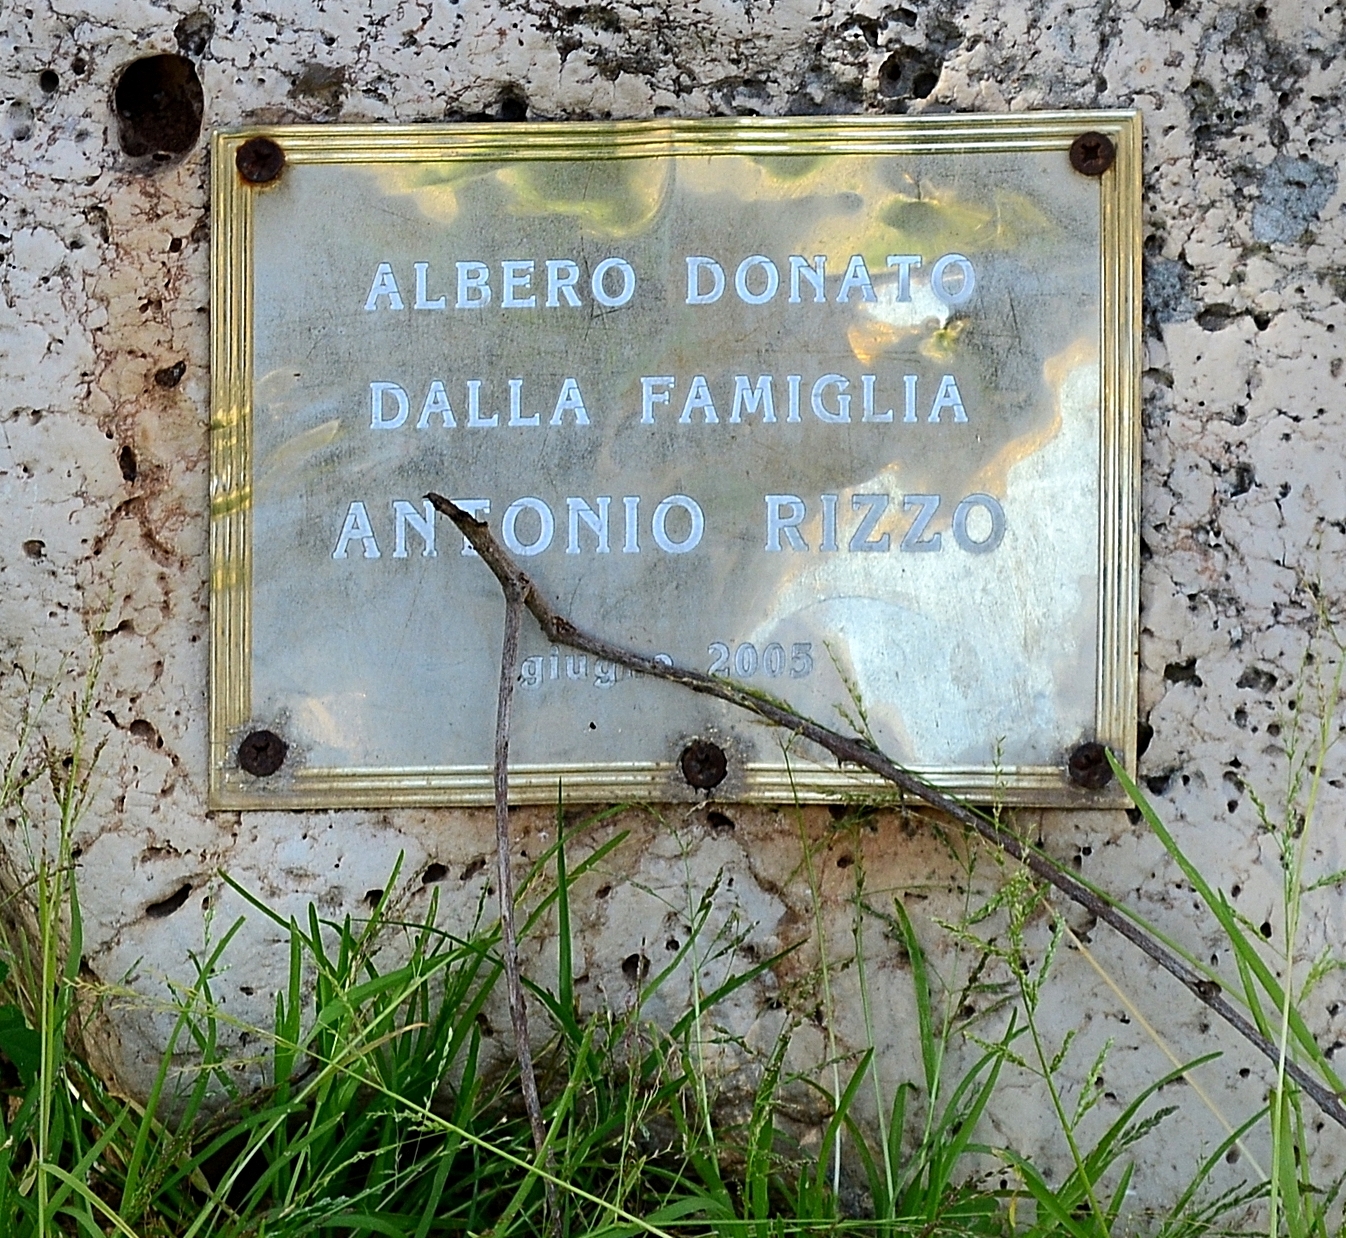 ALBERO DONATO
DALLA FAMIGLIA
ANTONIO RIZZO
giugno 2005